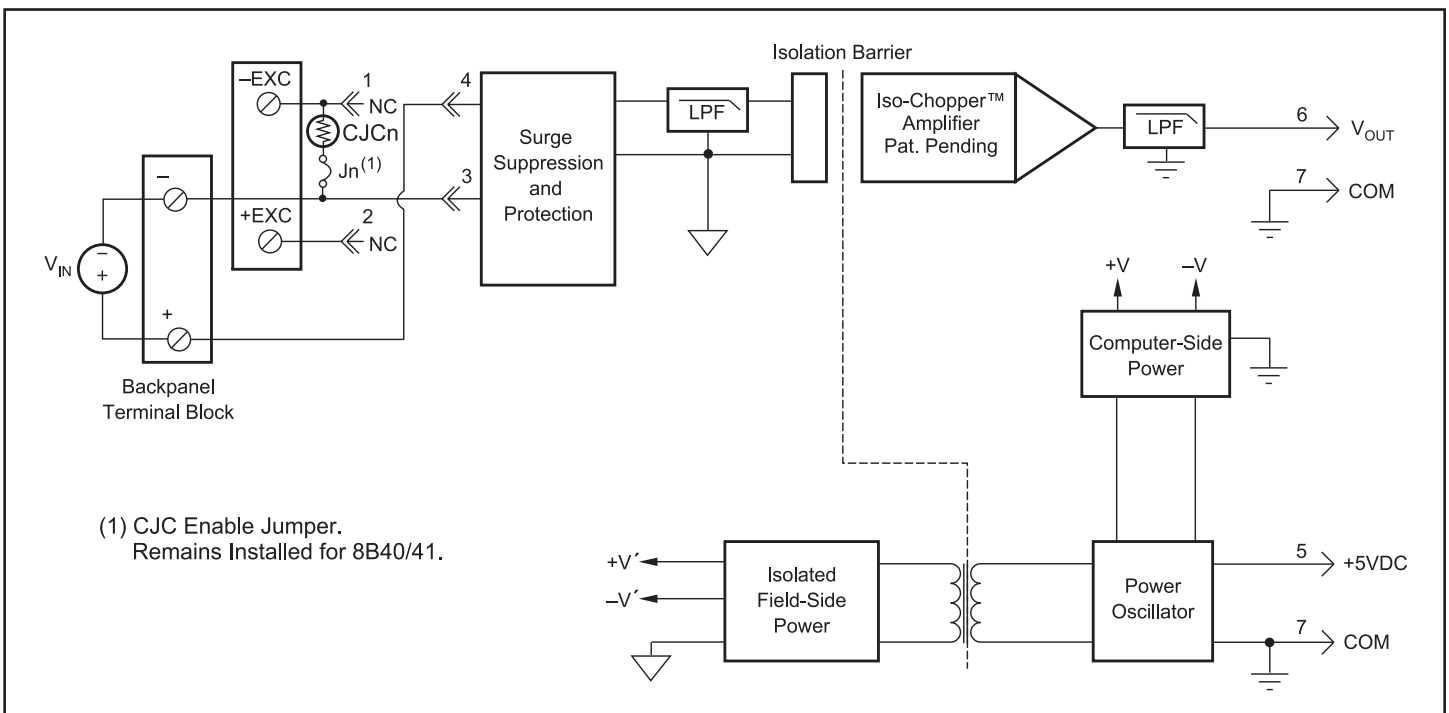 Isolation Barrier
–EXC
1
NC
CJCn
Jn(1)
4
3
–
+EXC
2
NC
VIN
–
+
+
Backpanel
Terminal Block
Surge
Suppression
and
Protection
LPF
Iso-Chopper™
Amplifier
Pat. Pending
LPF
6
VOUT
7
COM
+V
–V
Computer-Side
Power
(1) CJC Enable Jumper.
Remains Installed for 8B40/41.
+V´
–V´
Isolated
Field-Side
Power
Power
Oscillator
5
+5VDC
7
COM